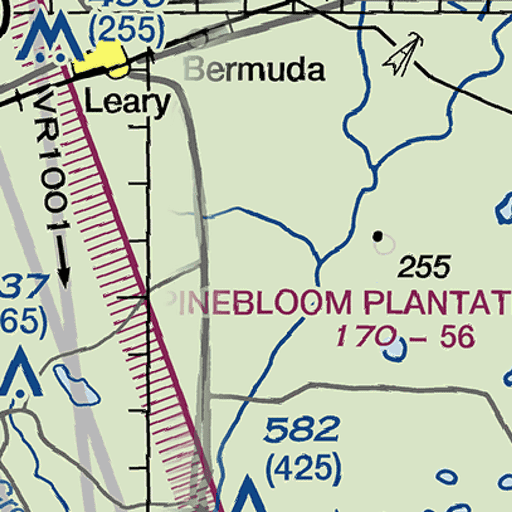 (255)
Bermuda
Leary
VR1001
255
37
65)
PINEBLOOM PLANTAT
170 – 56
582
(425)